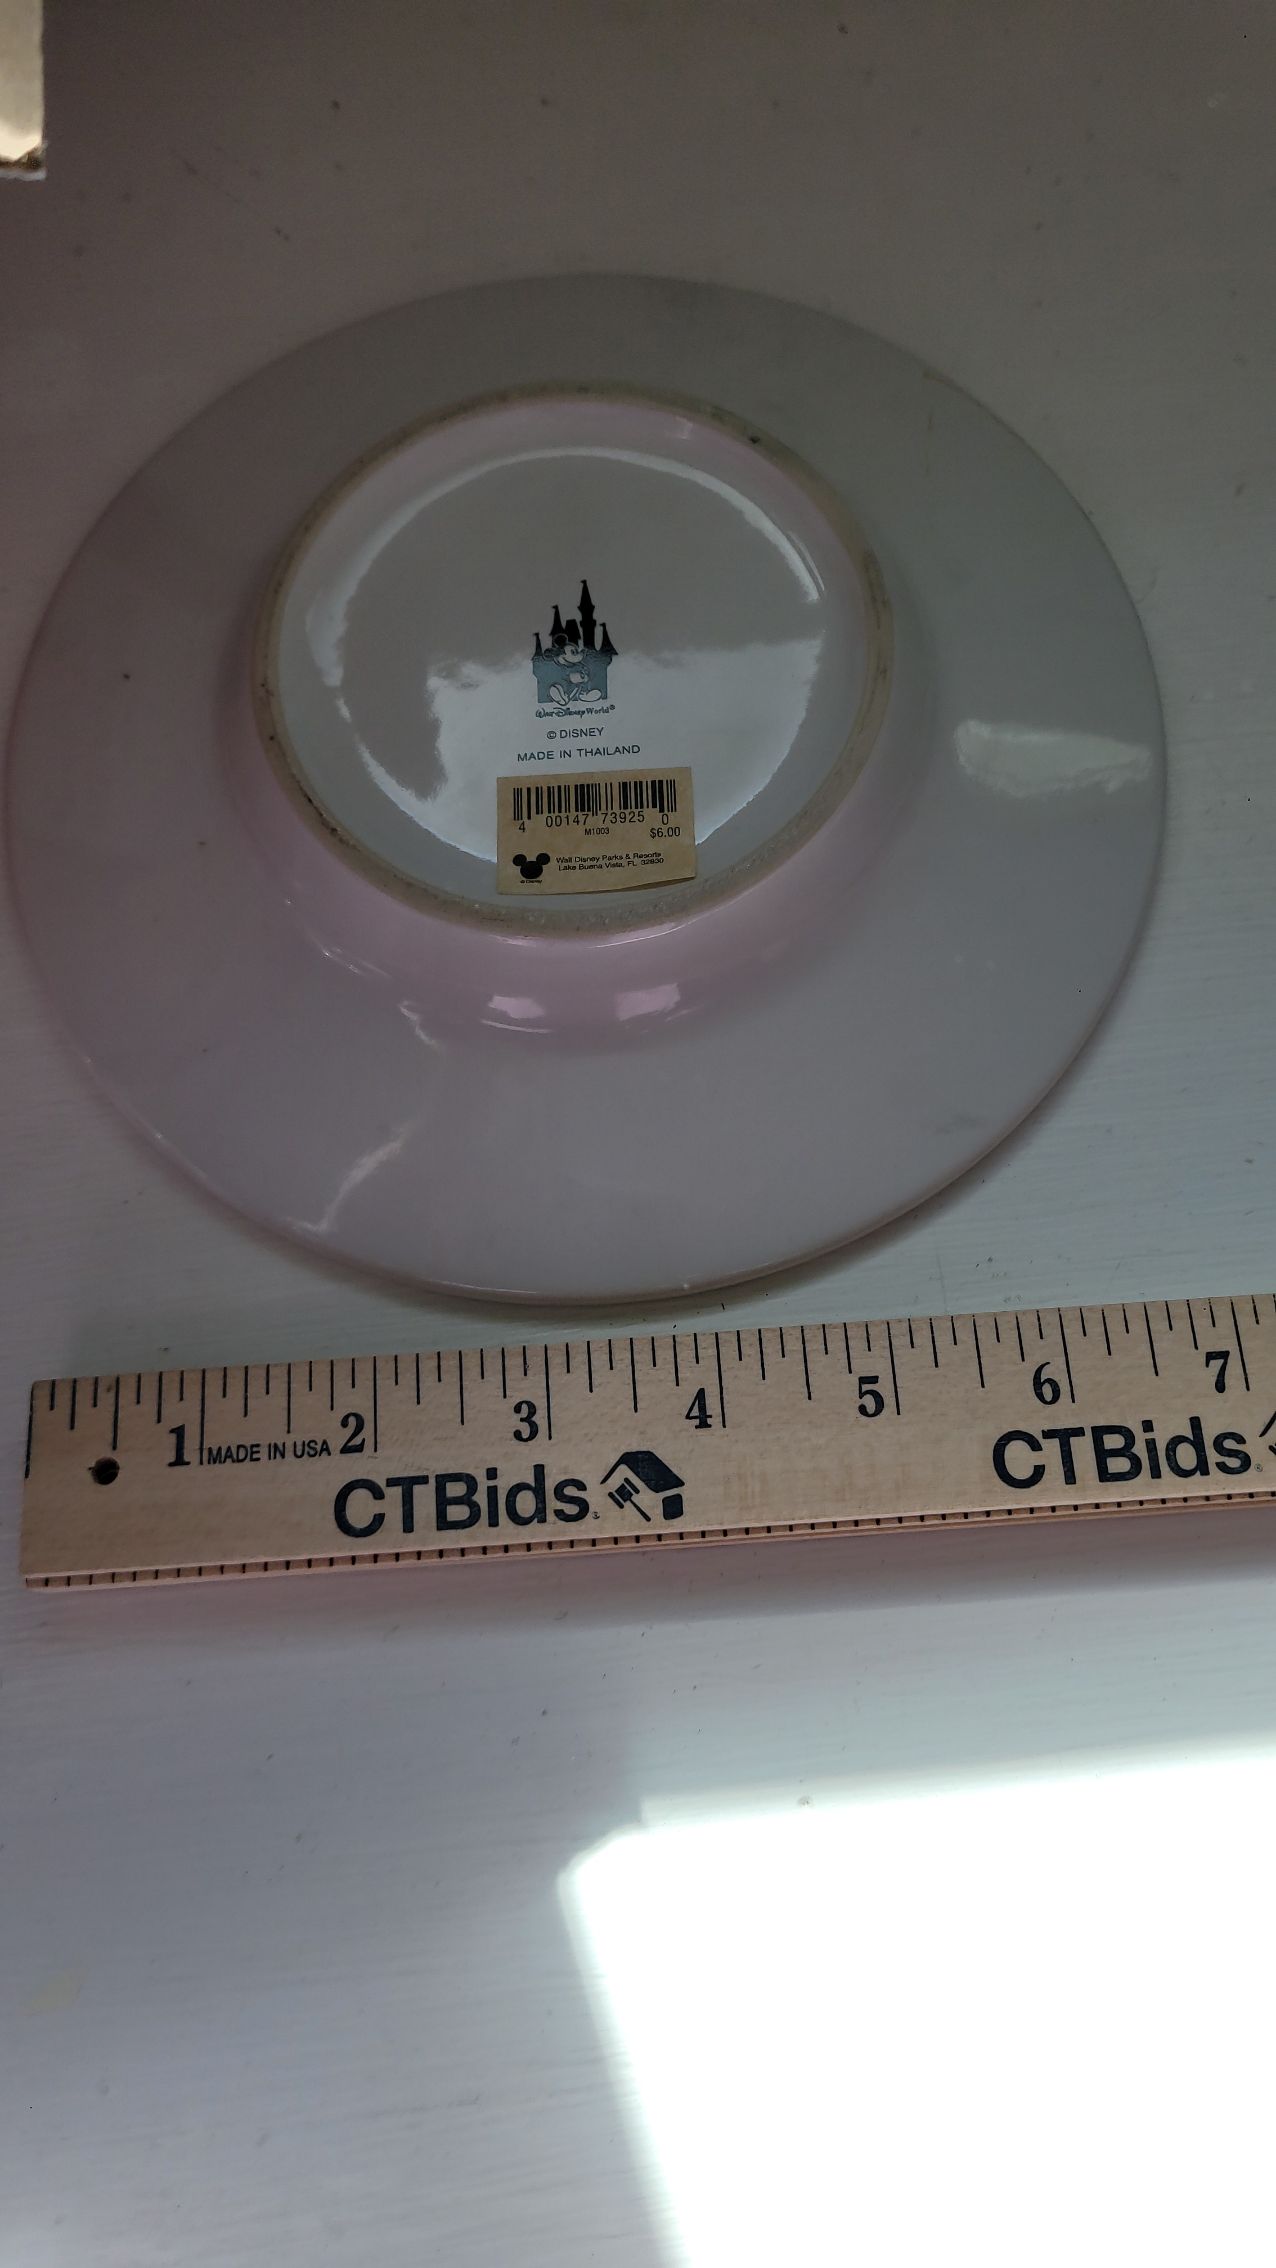 Walt Disney World®
© DISNEY
MADE IN THAILAND
4 00147 73925 0
M1003 $6.00
Walt Disney Parks & Resorts
Lake Buena Vista, FL 32830
© Disney
1 2 3 4 5 6 7
MADE IN USA
CTBids CTBids